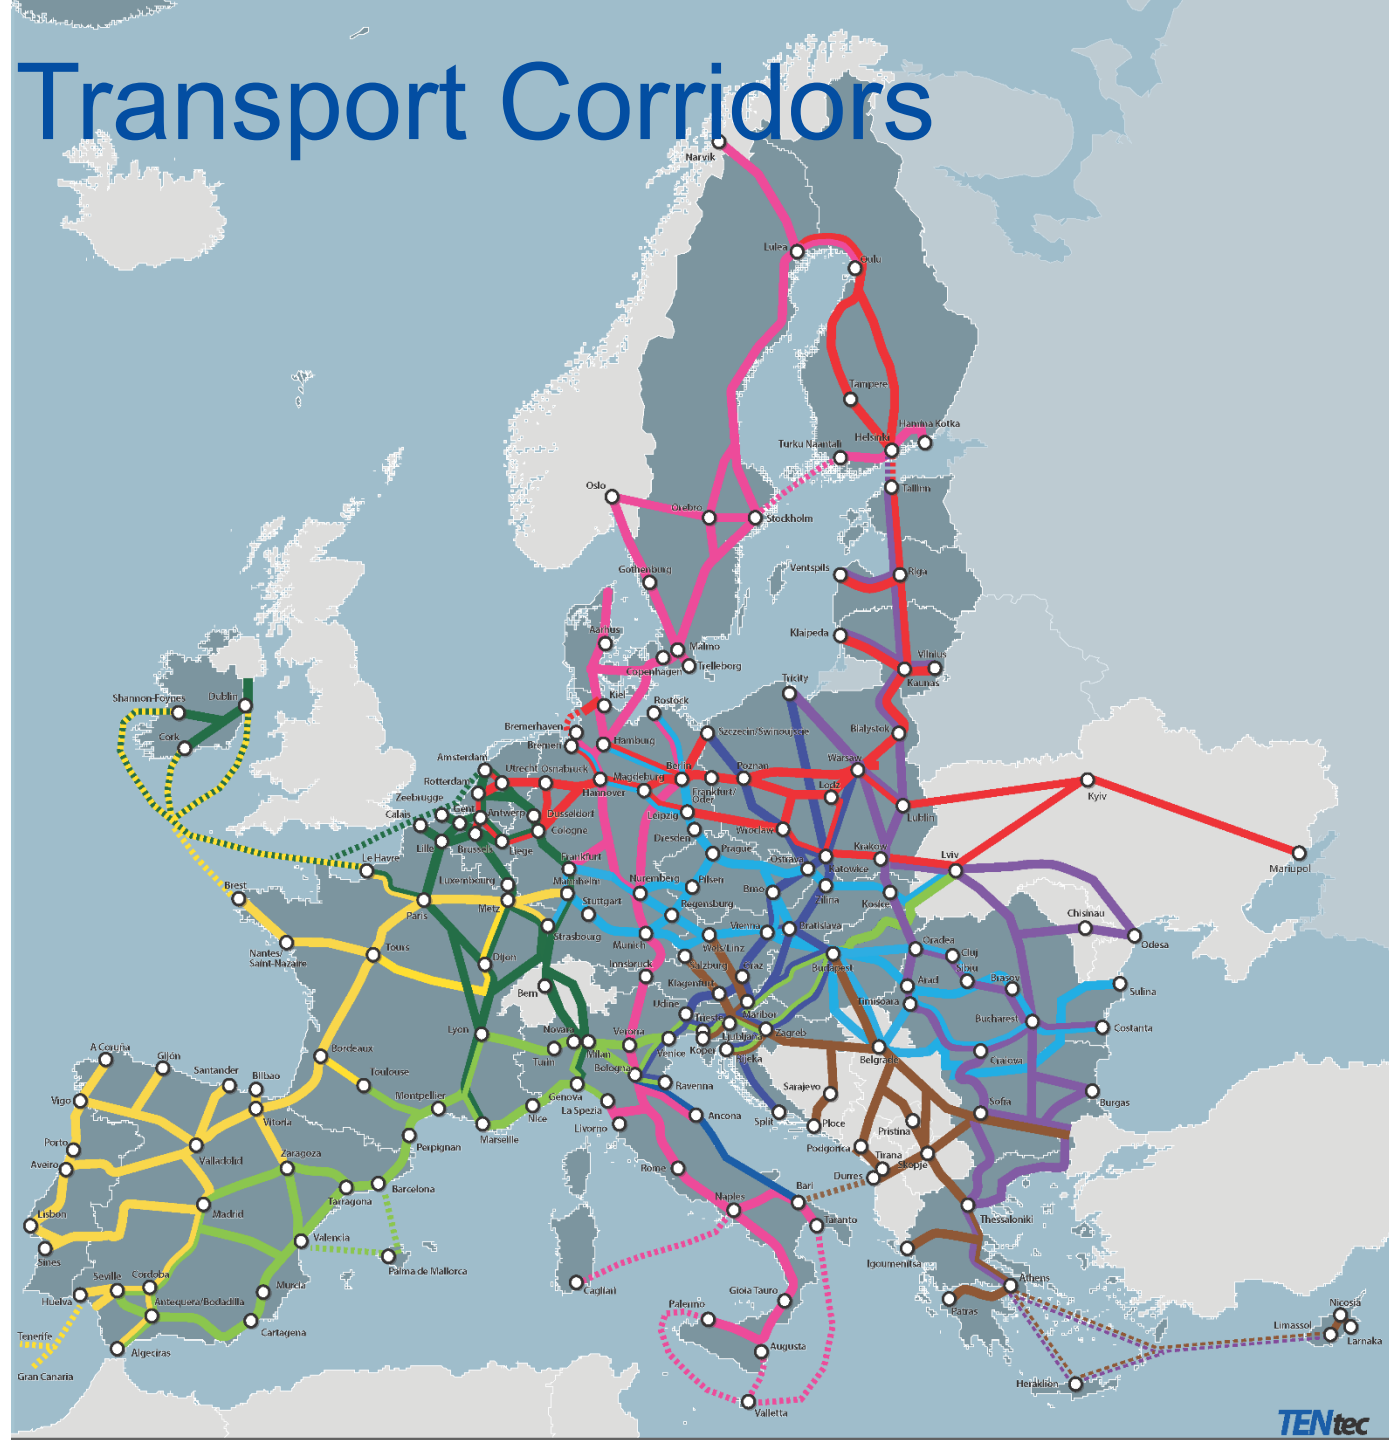 Transport Corridors
Narvik
Lulea
Oulu
Tampere
Hamina Kotka
Helsinki
Turku Naantali
Tallinn
Oslo
Orebro
Stockholm
Ventspils
Riga
Gothenburg
Klaipeda
Aarhus
Malmo
Vilnius
Copenhagen
Trelleborg
Kaunas
Tricity
Shannon-Foynes
Dublin
Kiel
Rostock
Bremerhaven
Szczecin/Swinoujscie
Bialystok
Cork
Bremen
Hamburg
Amsterdam
Utrecht
Osnabruck
Magdeburg
Berlin
Poznan
Warsaw
Rotterdam
Hannover
Frankfurt/
Oder
Lodz
Kyiv
Zeebrugge
Gent
Antwerp
Dusseldorf
Leipzig
Lublin
Calais
Cologne
Dresden
Wroclaw
Lille
Brussels
Liege
Prague
Ostrava
Krakow
Lviv
Le Havre
Frankfurt
Katowice
Mariupol
Brest
Luxembourg
Mannheim
Nuremberg
Pilsen
Brno
Zilina
Kosice
Paris
Metz
Stuttgart
Regensburg
Chisinau
Strasbourg
Vienna
Bratislava
Odesa
Nantes/
Saint-Nazaire
Tours
Munich
Wels/Linz
Oradea
Cluj
Dijon
Innsbruck
Salzburg
Graz
Budapest
Sibiu
Bern
Klagenfurt
Arad
Brasov
Sulina
Udine
Timisoara
Trieste
Maribor
Bucharest
Lyon
Novara
Verona
Ljubljana
Zagreb
Costanta
Turin
Milan
Venice
Koper
Rijeka
Belgrade
Craiova
A Coruña
Gijón
Bordeaux
Bologna
Santander
Bilbao
Toulouse
Genova
Ravenna
Sarajevo
Vigo
Montpellier
Nice
La Spezia
Ancona
Split
Ploce
Sofia
Burgas
Vitoria
Marseille
Livorno
Pristina
Porto
Valladolid
Zaragoza
Perpignan
Podgorica
Tirana
Skopje
Aveiro
Rome
Durres
Tarragona
Barcelona
Naples
Bari
Lisbon
Madrid
Taranto
Thessaloniki
Sines
Valencia
Palma de Mallorca
Igoumenitsa
Seville
Cordoba
Murcia
Cagliari
Athens
Huelva
Antequera/Bobadilla
Palermo
Gioia Tauro
Patras
Nicosia
Tenerife
Cartagena
Limassol
Larnaka
Algeciras
Augusta
Gran Canaria
Heraklion
Valletta
TENtec